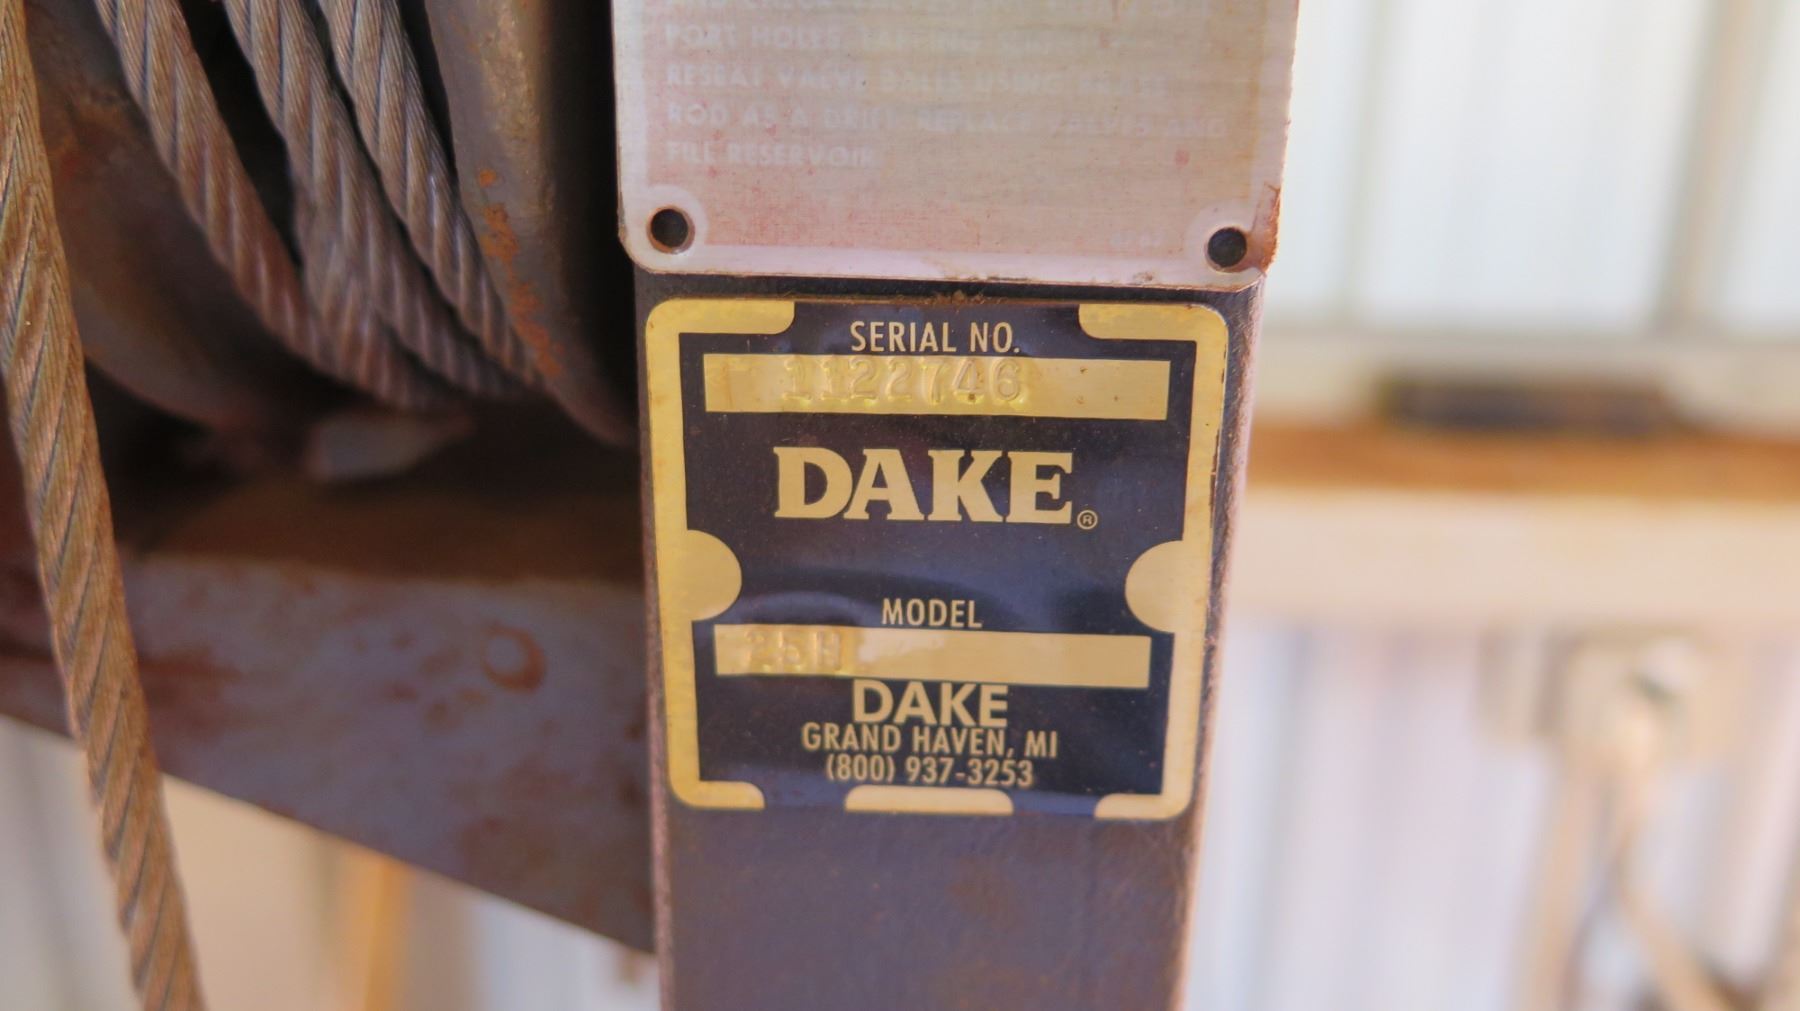 PORT HOLES
RESEAT VALVE BALLS USING
ROD AS A DRIFT. REPLACE VALVES AND
FILL RESERVOIR.
SERIAL NO.
1122746
DAKE®
MODEL
25H
DAKE
GRAND HAVEN, MI
(800) 937-3253